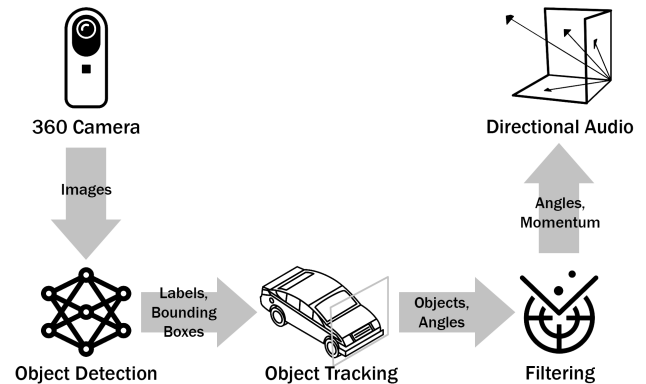 360 Camera
Directional Audio
Images
Angles,
Momentum
Labels,
Bounding
Boxes
Objects,
Angles
Object Detection
Object Tracking
Filtering